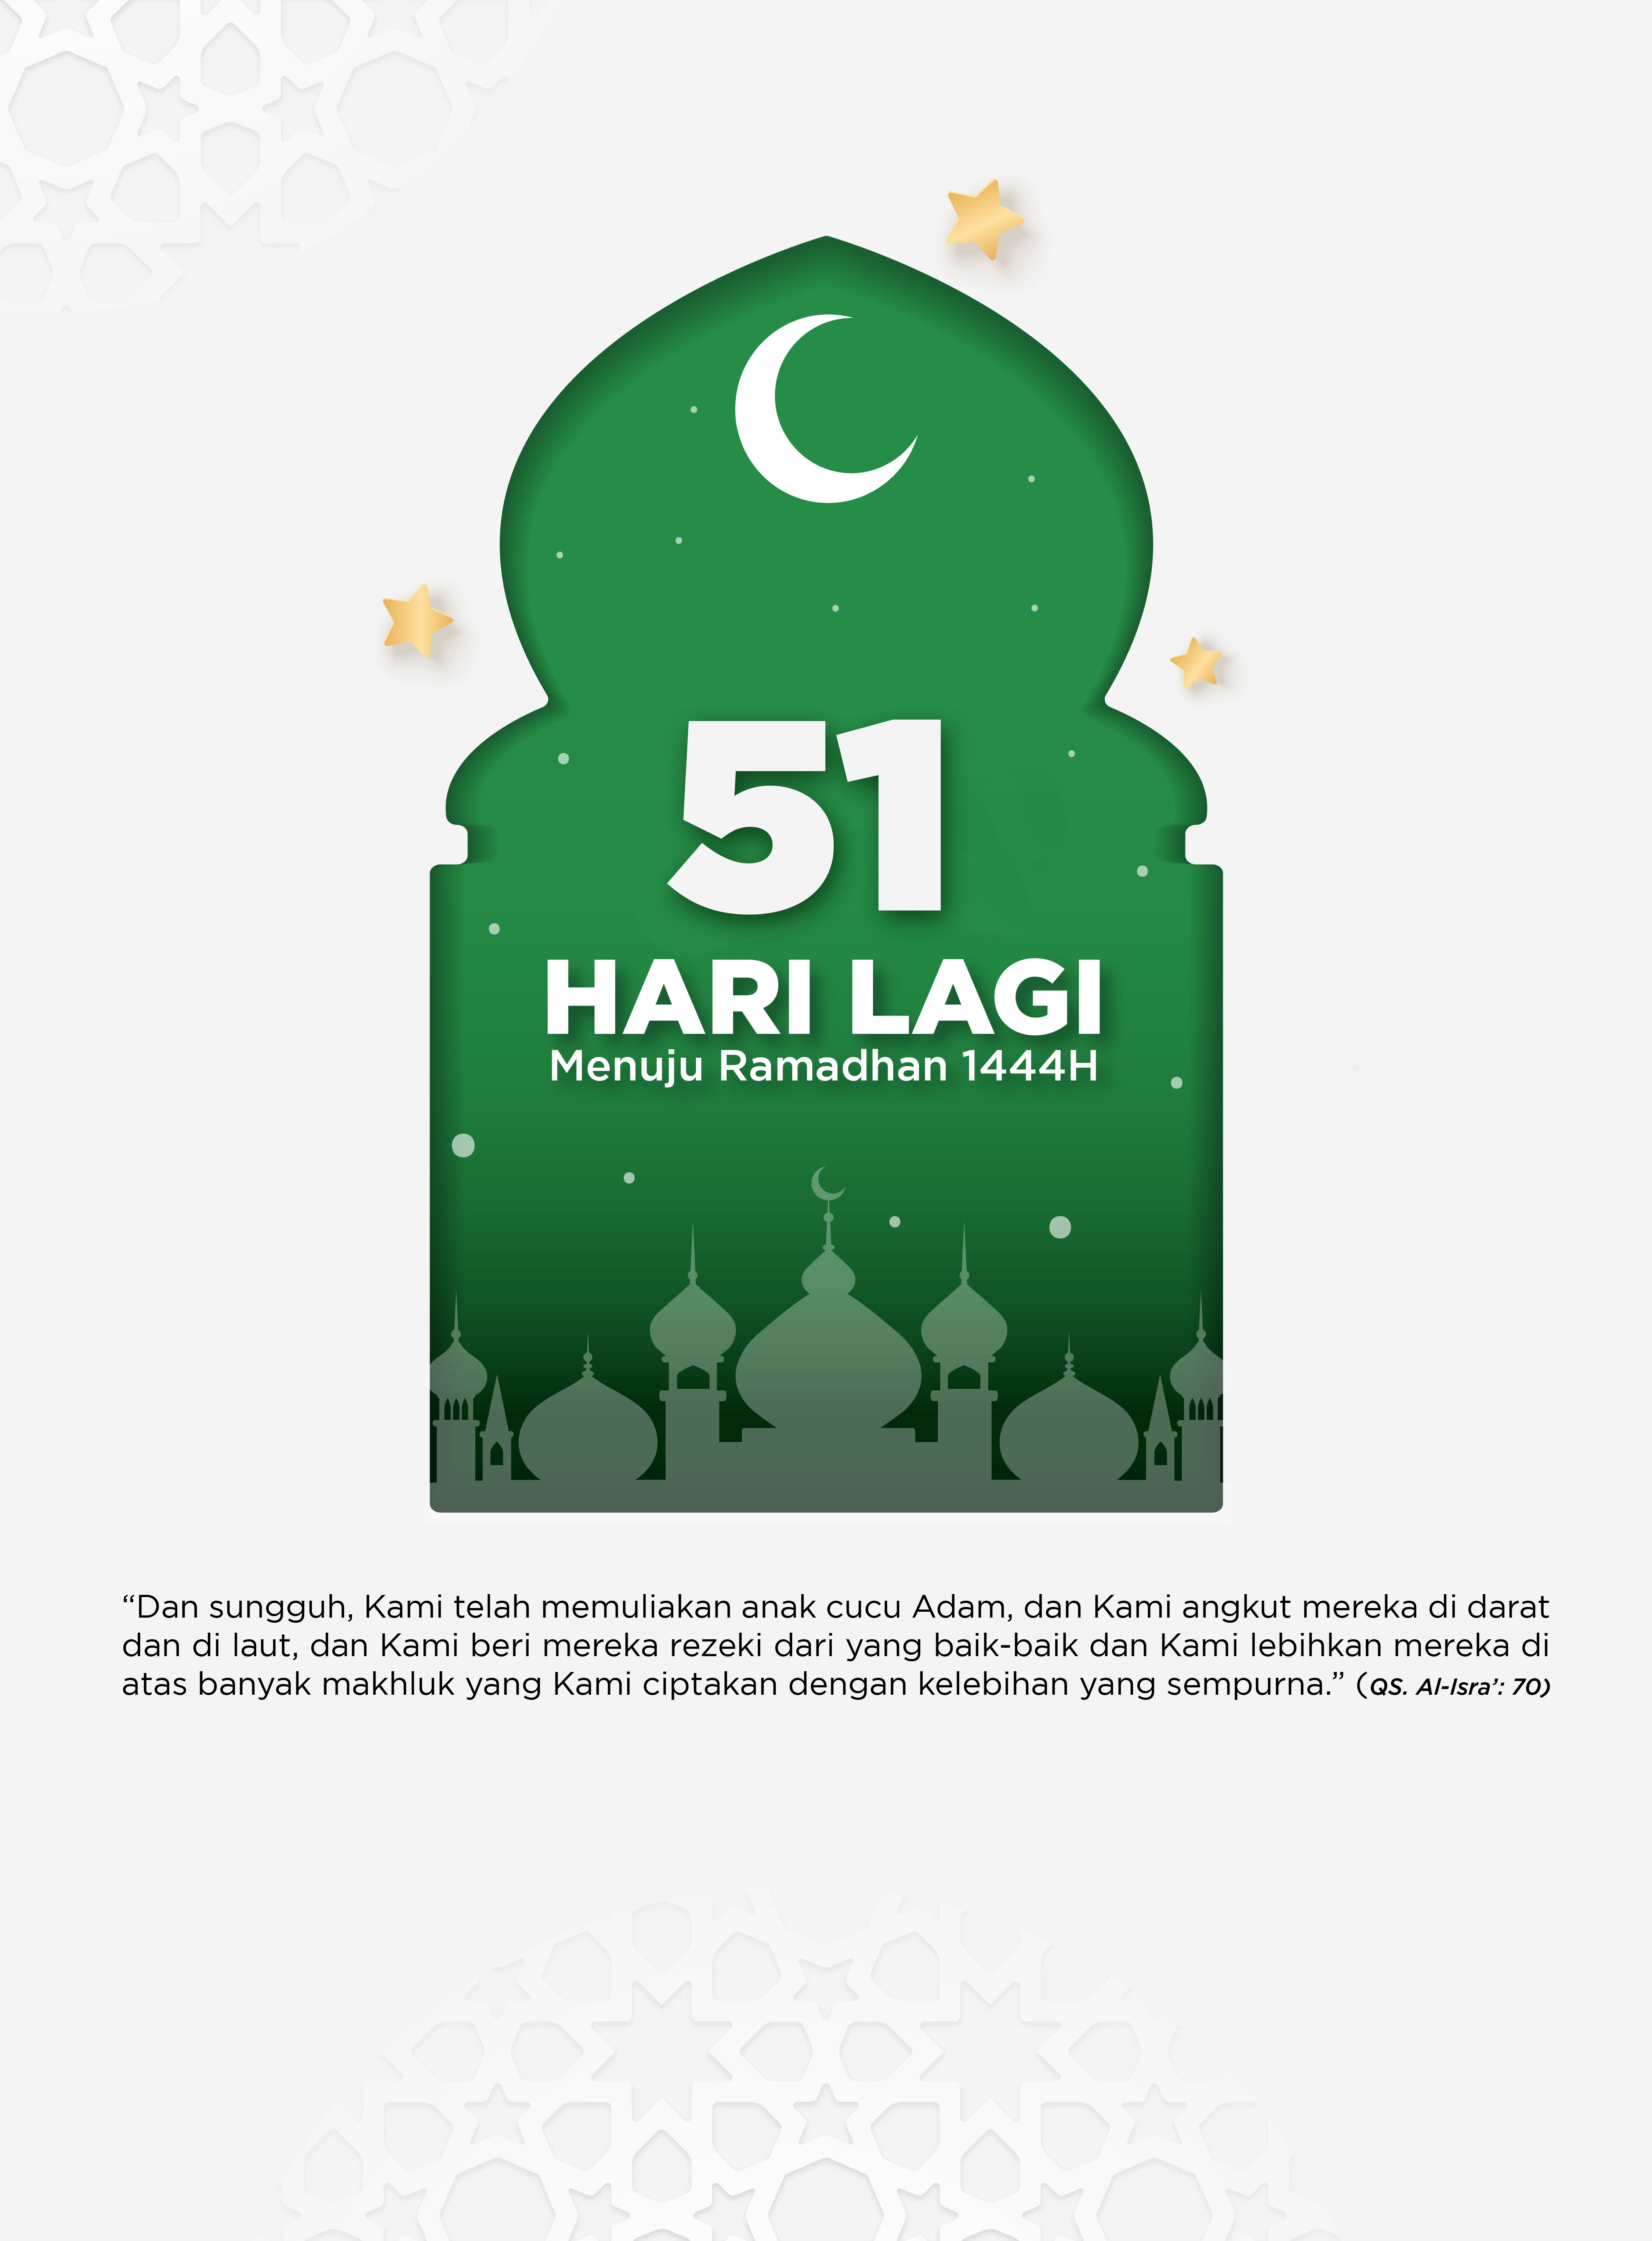 51
HARI LAGI
Menuju Ramadhan 1444H
“Dan sungguh, Kami telah memuliakan anak cucu Adam, dan Kami angkut mereka di darat
dan di laut, dan Kami beri mereka rezeki dari yang baik-baik dan Kami lebihkan mereka di
atas banyak makhluk yang Kami ciptakan dengan kelebihan yang sempurna.” (QS. Al-Isra’: 70)